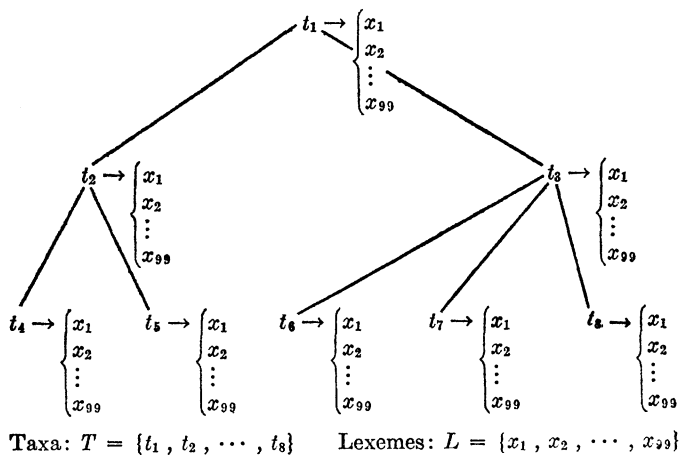 t₁ → { x₁
x₂
⋮
x₉₉
t₂ → { x₁
x₂
⋮
x₉₉
t₃ → { x₁
x₂
⋮
x₉₉
t₄ → { x₁
x₂
⋮
x₉₉
t₅ → { x₁
x₂
⋮
x₉₉
t₆ → { x₁
x₂
⋮
x₉₉
t₇ → { x₁
x₂
⋮
x₉₉
t₈ → { x₁
x₂
⋮
x₉₉
Taxa: T = {t₁ , t₂ , ⋯ , t₈} Lexemes: L = {x₁ , x₂ , ⋯ , x₉₉}